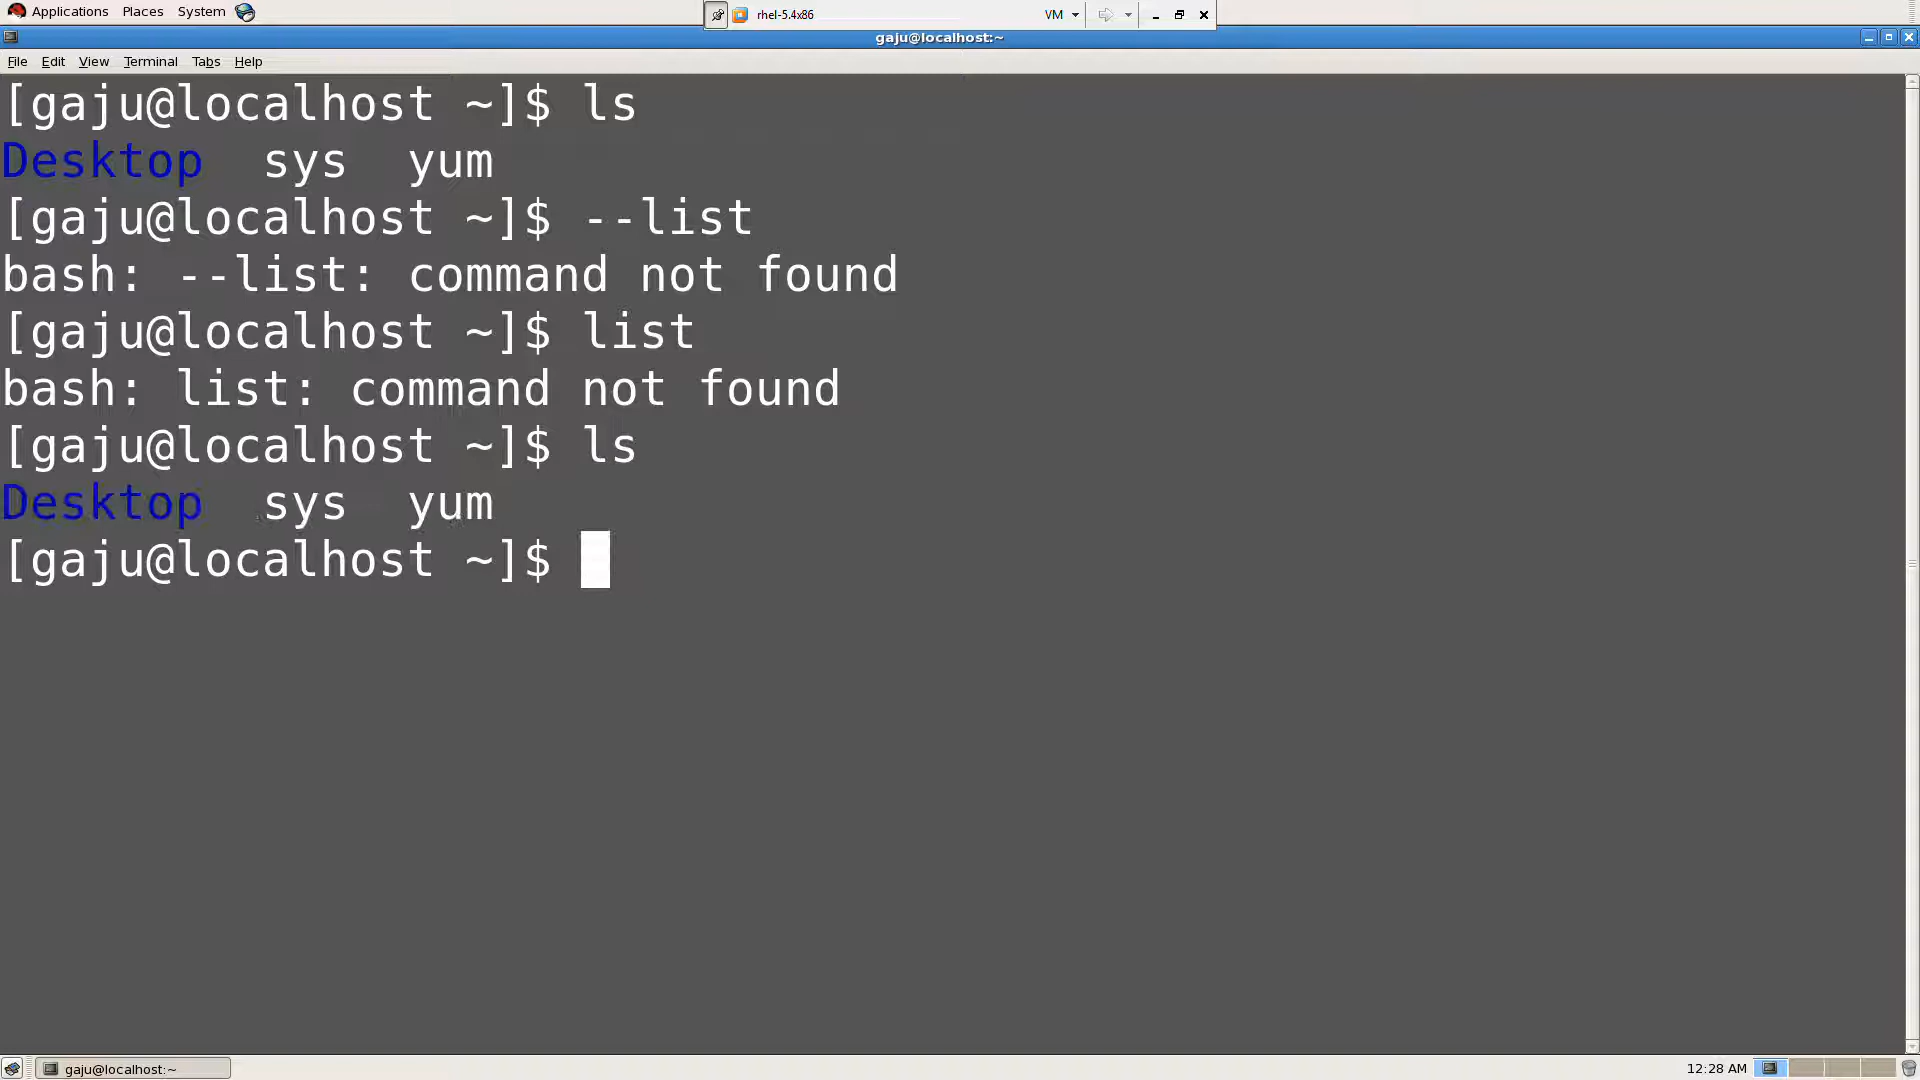 Applications Places System
rhel-5.4x86 VM
gaju@localhost:~
File Edit View Terminal Tabs Help
[gaju@localhost ~]$ ls
Desktop sys yum
[gaju@localhost ~]$ --list
bash: --list: command not found
[gaju@localhost ~]$ list
bash: list: command not found
[gaju@localhost ~]$ ls
Desktop sys yum
[gaju@localhost ~]$
gaju@localhost:~ 12:28 AM